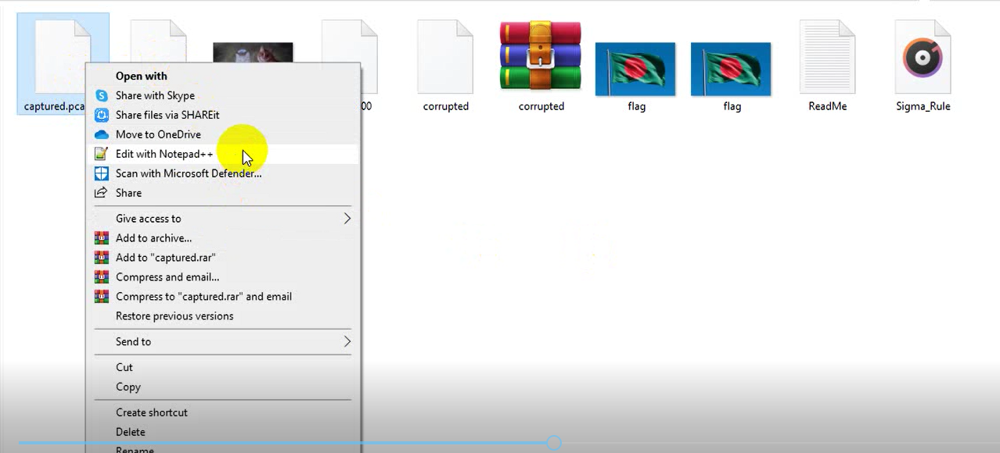 captured.pca
00
corrupted
corrupted
flag
flag
ReadMe
Sigma_Rule
Open with
Share with Skype
Share files via SHAREit
Move to OneDrive
Edit with Notepad++
Scan with Microsoft Defender...
Share
Give access to
Add to archive...
Add to "captured.rar"
Compress and email...
Compress to "captured.rar" and email
Restore previous versions
Send to
Cut
Copy
Create shortcut
Delete
Rename